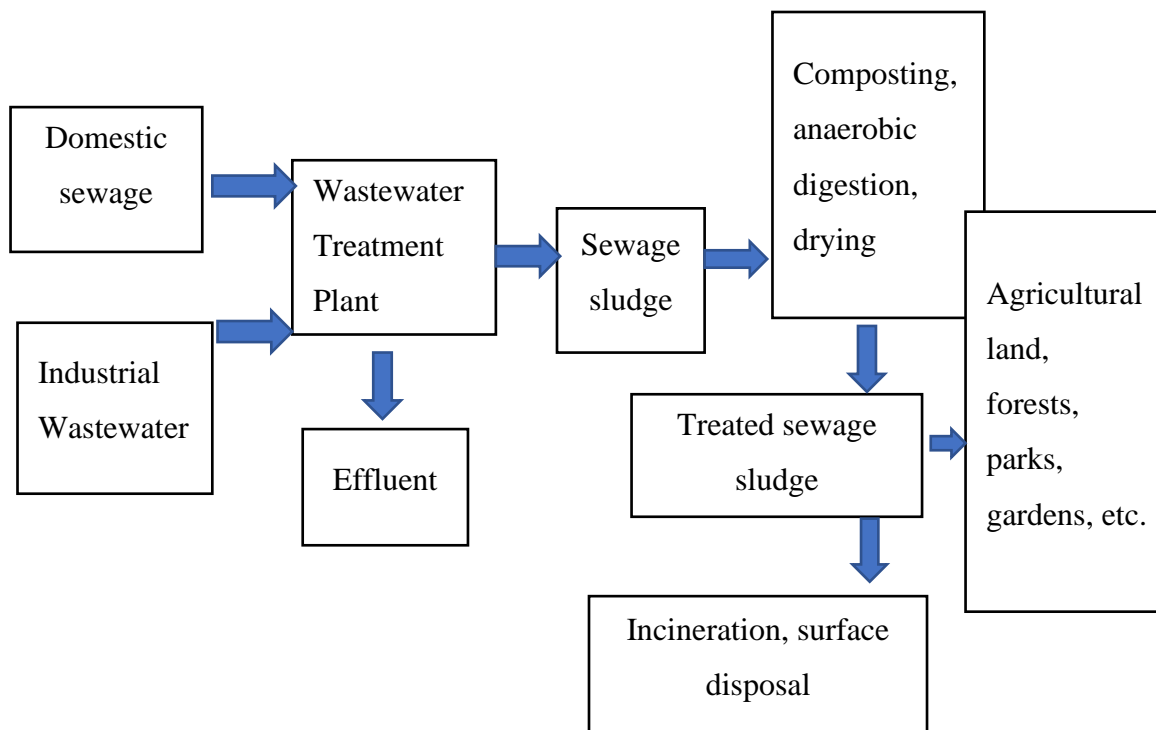 Domestic
sewage
Industrial
Wastewater
Wastewater
Treatment
Plant
Effluent
Sewage
sludge
Composting,
anaerobic
digestion,
drying
Treated sewage
sludge
Agricultural
land,
forests,
parks,
gardens, etc.
Incineration, surface
disposal